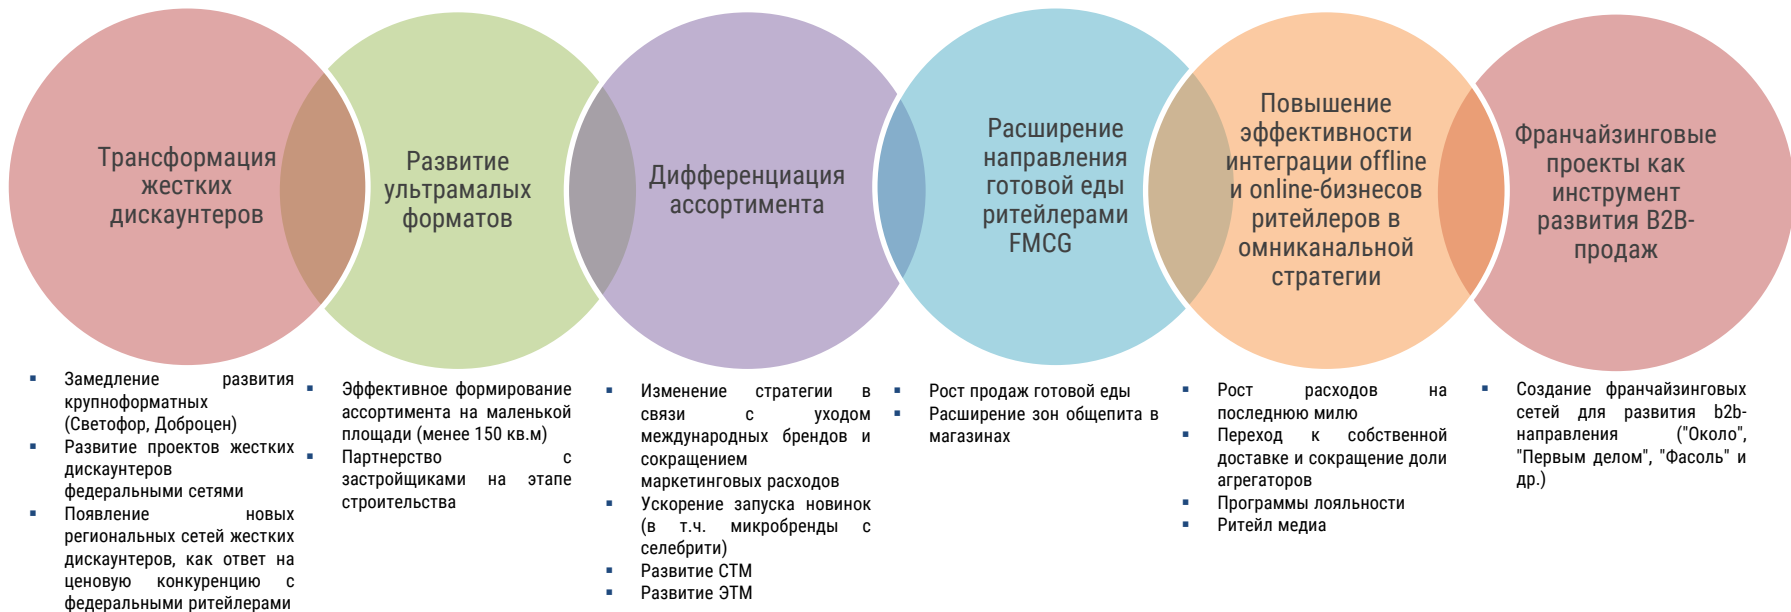 Трансформация
жестких
дискаунтеров
Развитие
ультрамалых
форматов
Дифференциация
ассортимента
Расширение
направления
готовой еды
ритейлерами
FMCG
Повышение
эффективности
интеграции offline
и online-бизнесов
ритейлеров в
омниканальной
стратегии
Франчайзинговые
проекты как
инструмент
развития B2B-
продаж
▪ Замедление развития
крупноформатных
(Светофор, Доброцен)
▪ Развитие проектов жестких
дискаунтеров
федеральными сетями
▪ Появление новых
региональных сетей жестких
дискаунтеров, как ответ на
ценовую конкуренцию с
федеральными ритейлерами
▪ Эффективное формирование
ассортимента на маленькой
площади (менее 150 кв.м)
▪ Партнерство с
застройщиками на этапе
строительства
▪ Изменение стратегии в
связи с уходом
международных брендов и
сокращением
маркетинговых расходов
▪ Ускорение запуска новинок
(в т.ч. микробренды с
селебрити)
▪ Развитие СТМ
▪ Развитие ЭТМ
▪ Рост продаж готовой еды
▪ Расширение зон общепита в
магазинах
▪ Рост расходов на
последнюю милю
▪ Переход к собственной
доставке и сокращение доли
агрегаторов
▪ Программы лояльности
▪ Ритейл медиа
▪ Создание франчайзинговых
сетей для развития b2b-
направления ("Около",
"Первым делом", "Фасоль" и
др.)